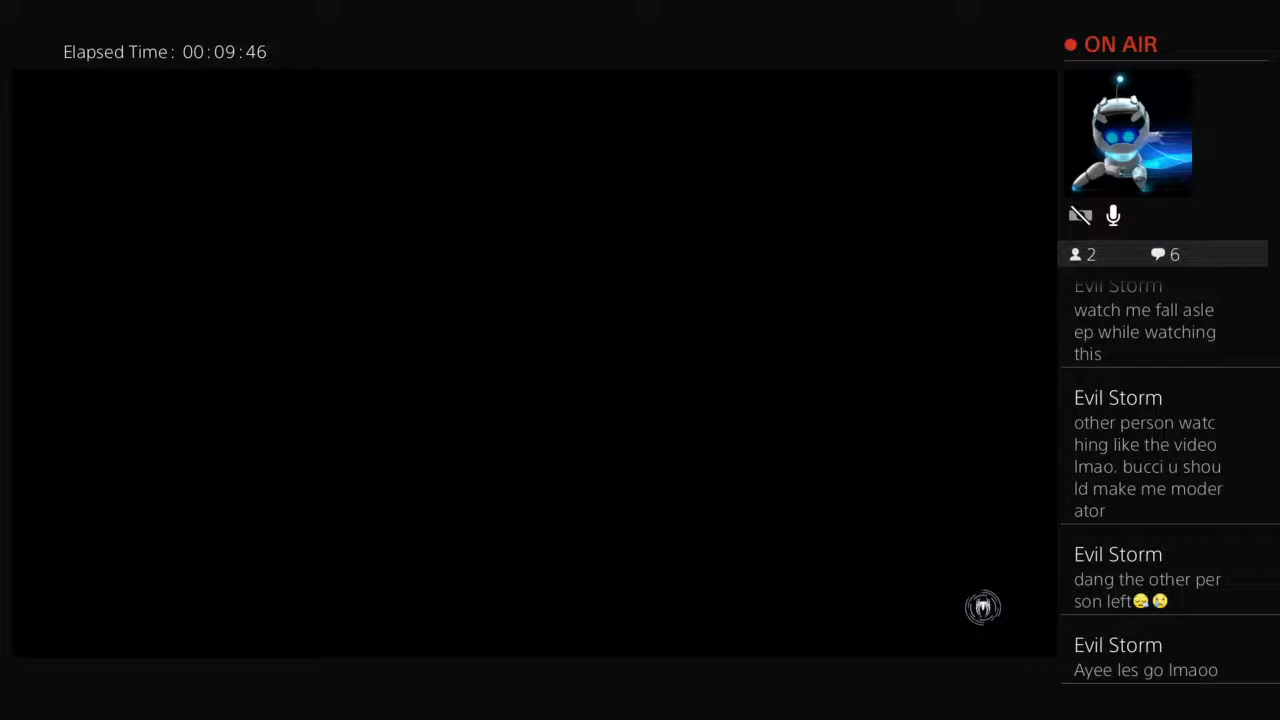 Elapsed Time: 00:09:46
ON AIR
2
6
Evil Storm
watch me fall asle
ep while watching
this
Evil Storm
other person watc
hing like the video
lmao. bucci u shou
ld make me moder
ator
Evil Storm
dang the other per
son left😪😢
Evil Storm
Ayee les go lmaoo